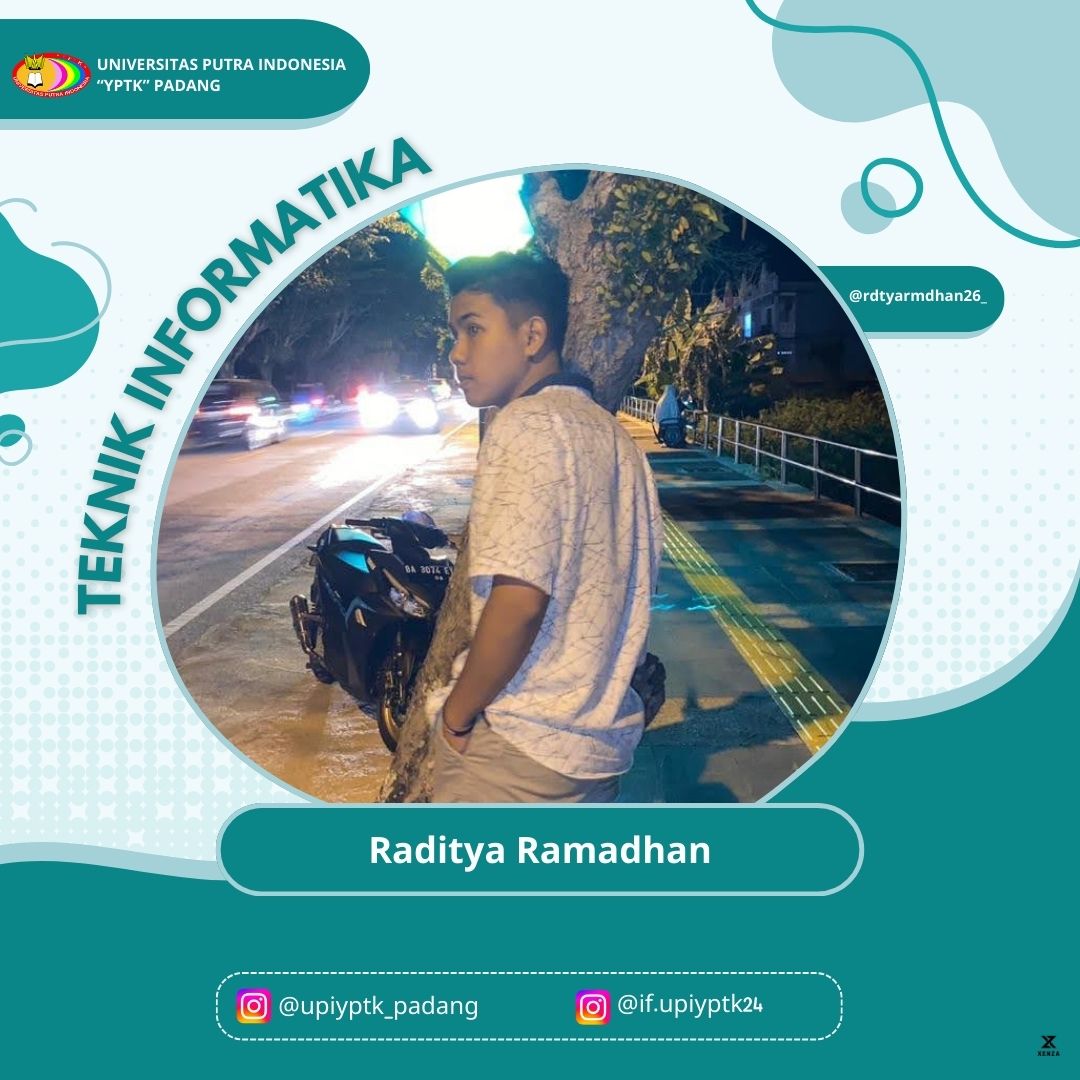 UNIVERSITAS PUTRA INDONESIA
“YPTK” PADANG
TEKNIK INFORMATIKA
@rdtyarmdhan26_
Raditya Ramadhan
@upiyptk_padang
@if.upiyptk24
XENZA